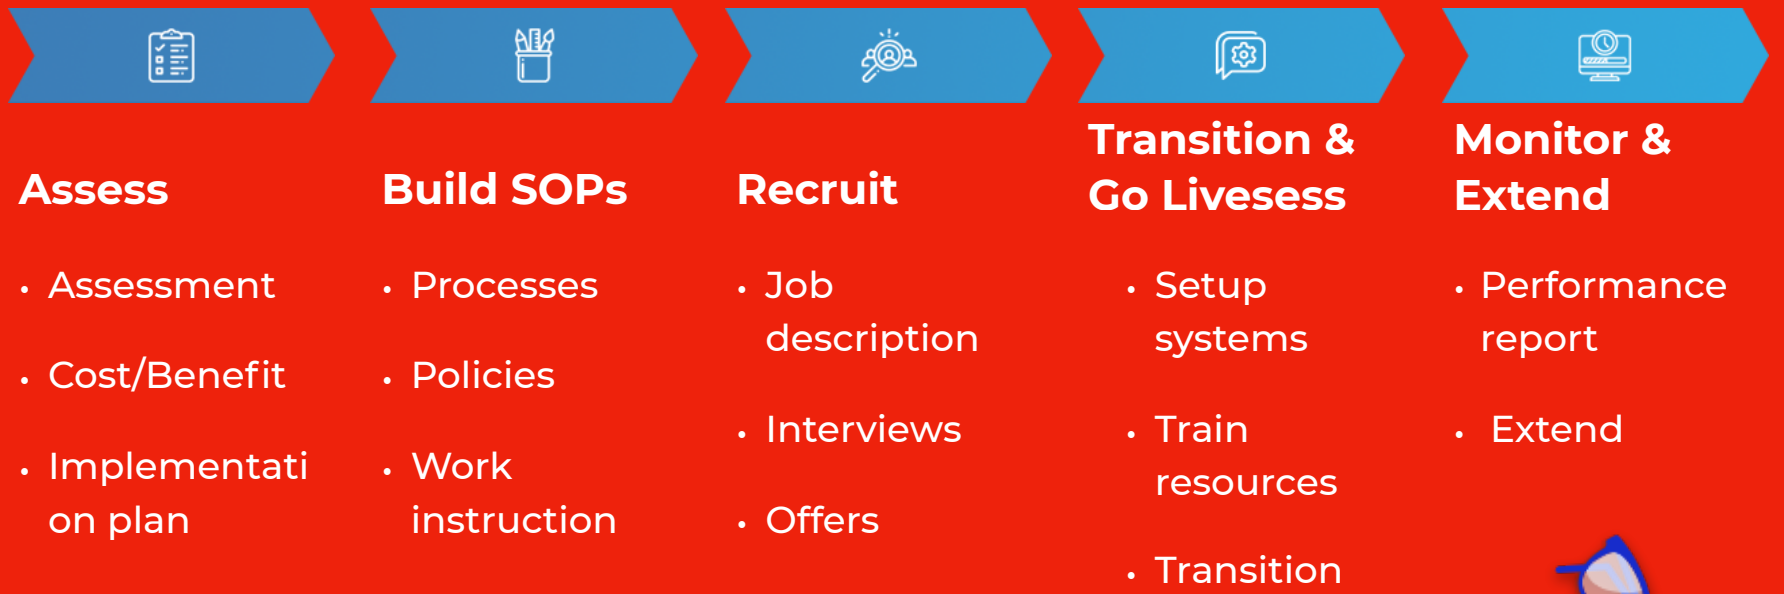 Assess
• Assessment
• Cost/Benefit
• Implementati
on plan
Build SOPs
• Processes
• Policies
• Work
instruction
Recruit
• Job
description
• Interviews
• Offers
Transition &
Go Livesess
• Setup
systems
• Train
resources
• Transition
Monitor &
Extend
• Performance
report
• Extend